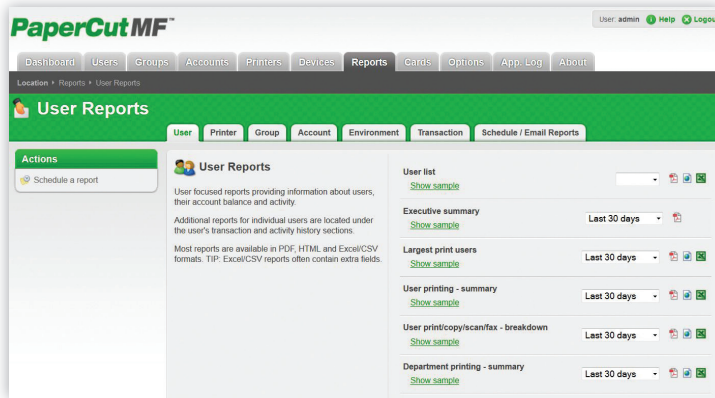 PaperCut MF™
User: admin Help Logou
Dashboard Users Groups Accounts Printers Devices Reports Cards Options App. Log About
Location Reports User Reports
User Reports
User Printer Group Account Environment Transaction Schedule / Email Reports
Actions
Schedule a report
User Reports
User focused reports providing information about users,
their account balance and activity.
Additional reports for individual users are located under
the user's transaction and activity history sections.
Most reports are available in PDF, HTML and Excel/CSV
formats. TIP: Excel/CSV reports often contain extra fields.
User list
Show sample
Executive summary
Show sample
Last 30 days
Largest print users
Show sample
Last 30 days
User printing - summary
Show sample
Last 30 days
User print/copy/scan/fax - breakdown
Show sample
Last 30 days
Department printing - summary
Show sample
Last 30 days